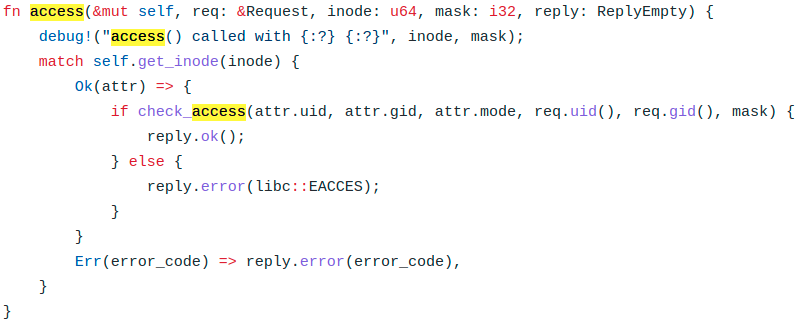 fn access(&mut self, req: &Request, inode: u64, mask: i32, reply: ReplyEmpty) {
    debug!("access() called with {:?} {:?}", inode, mask);
    match self.get_inode(inode) {
        Ok(attr) => {
            if check_access(attr.uid, attr.gid, attr.mode, req.uid(), req.gid(), mask) {
                reply.ok();
            } else {
                reply.error(libc::EACCES);
            }
        }
        Err(error_code) => reply.error(error_code),
    }
}